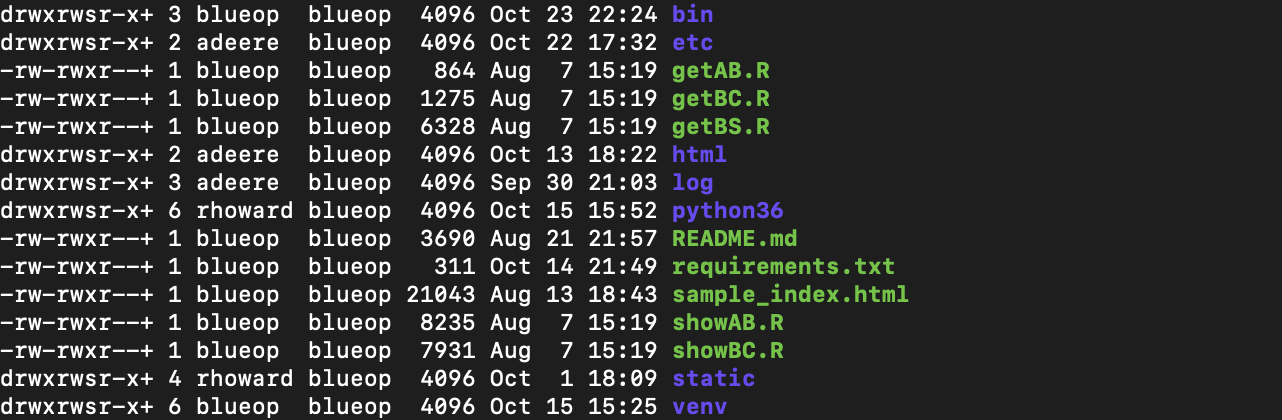 drwxrwsr-x+ 3 blueop  blueop  4096 Oct 23 22:24 bin
drwxrwsr-x+ 2 adeere  blueop  4096 Oct 22 17:32 etc
-rw-rwxr--+ 1 blueop  blueop   864 Aug  7 15:19 getAB.R
-rw-rwxr--+ 1 blueop  blueop  1275 Aug  7 15:19 getBC.R
-rw-rwxr--+ 1 blueop  blueop  6328 Aug  7 15:19 getBS.R
drwxrwsr-x+ 2 adeere  blueop  4096 Oct 13 18:22 html
drwxrwsr-x+ 3 adeere  blueop  4096 Sep 30 21:03 log
drwxrwsr-x+ 6 rhoward blueop  4096 Oct 15 15:52 python36
-rw-rwxr--+ 1 blueop  blueop  3690 Aug 21 21:57 README.md
-rw-rwxr--+ 1 blueop  blueop   311 Oct 14 21:49 requirements.txt
-rw-rwxr--+ 1 blueop  blueop 21043 Aug 13 18:43 sample_index.html
-rw-rwxr--+ 1 blueop  blueop  8235 Aug  7 15:19 showAB.R
-rw-rwxr--+ 1 blueop  blueop  7931 Aug  7 15:19 showBC.R
drwxrwsr-x+ 4 rhoward blueop  4096 Oct  1 18:09 static
drwxrwsr-x+ 6 blueop  blueop  4096 Oct 15 15:25 venv